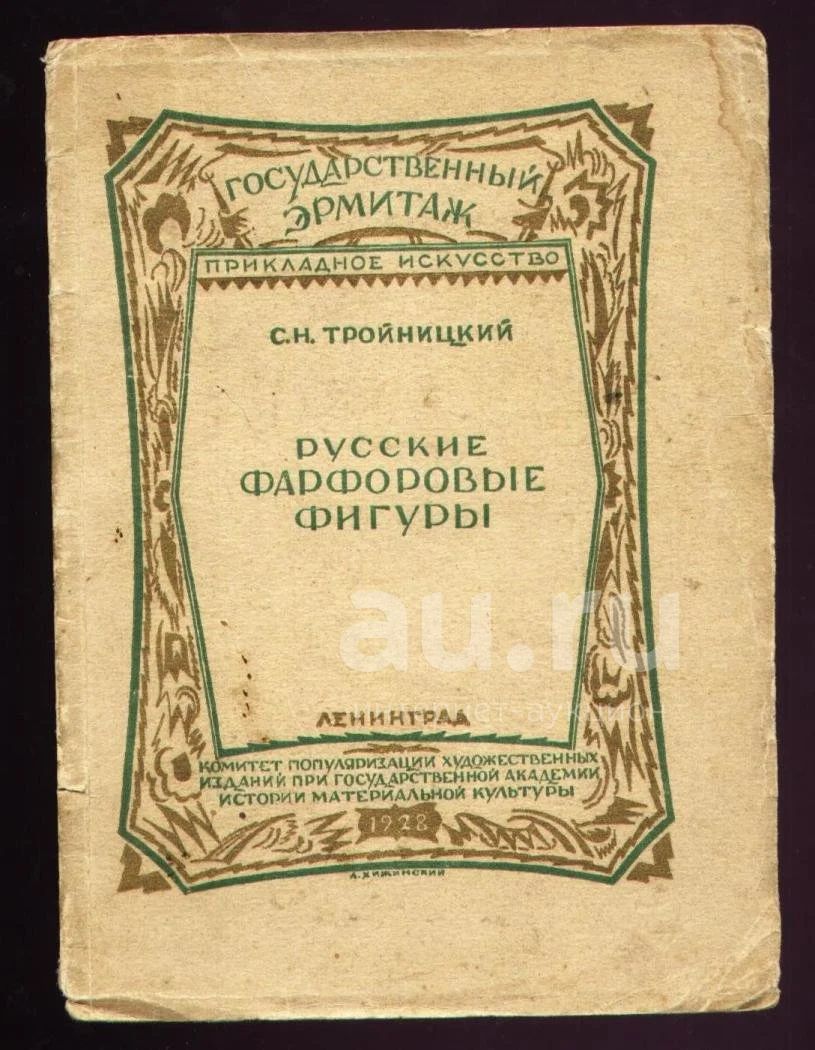 ГОСУДАРСТВЕННЫЙ
ЭРМИТАЖ
ПРИКЛАДНОЕ ИСКУССТВО
С.Н. ТРОЙНИЦКИЙ
РУССКИЕ
ФАРФОРОВЫЕ
ФИГУРЫ
au.ru
ЛЕНИНГРАД
КОМИТЕТ ПОПУЛЯРИЗАЦИИ ХУДОЖЕСТВЕННЫХ
ИЗДАНИЙ ПРИ ГОСУДАРСТВЕННОЙ АКАДЕМИИ
ИСТОРИИ МАТЕРИАЛЬНОЙ КУЛЬТУРЫ
1928
Л. ХИЖИНСКИЙ